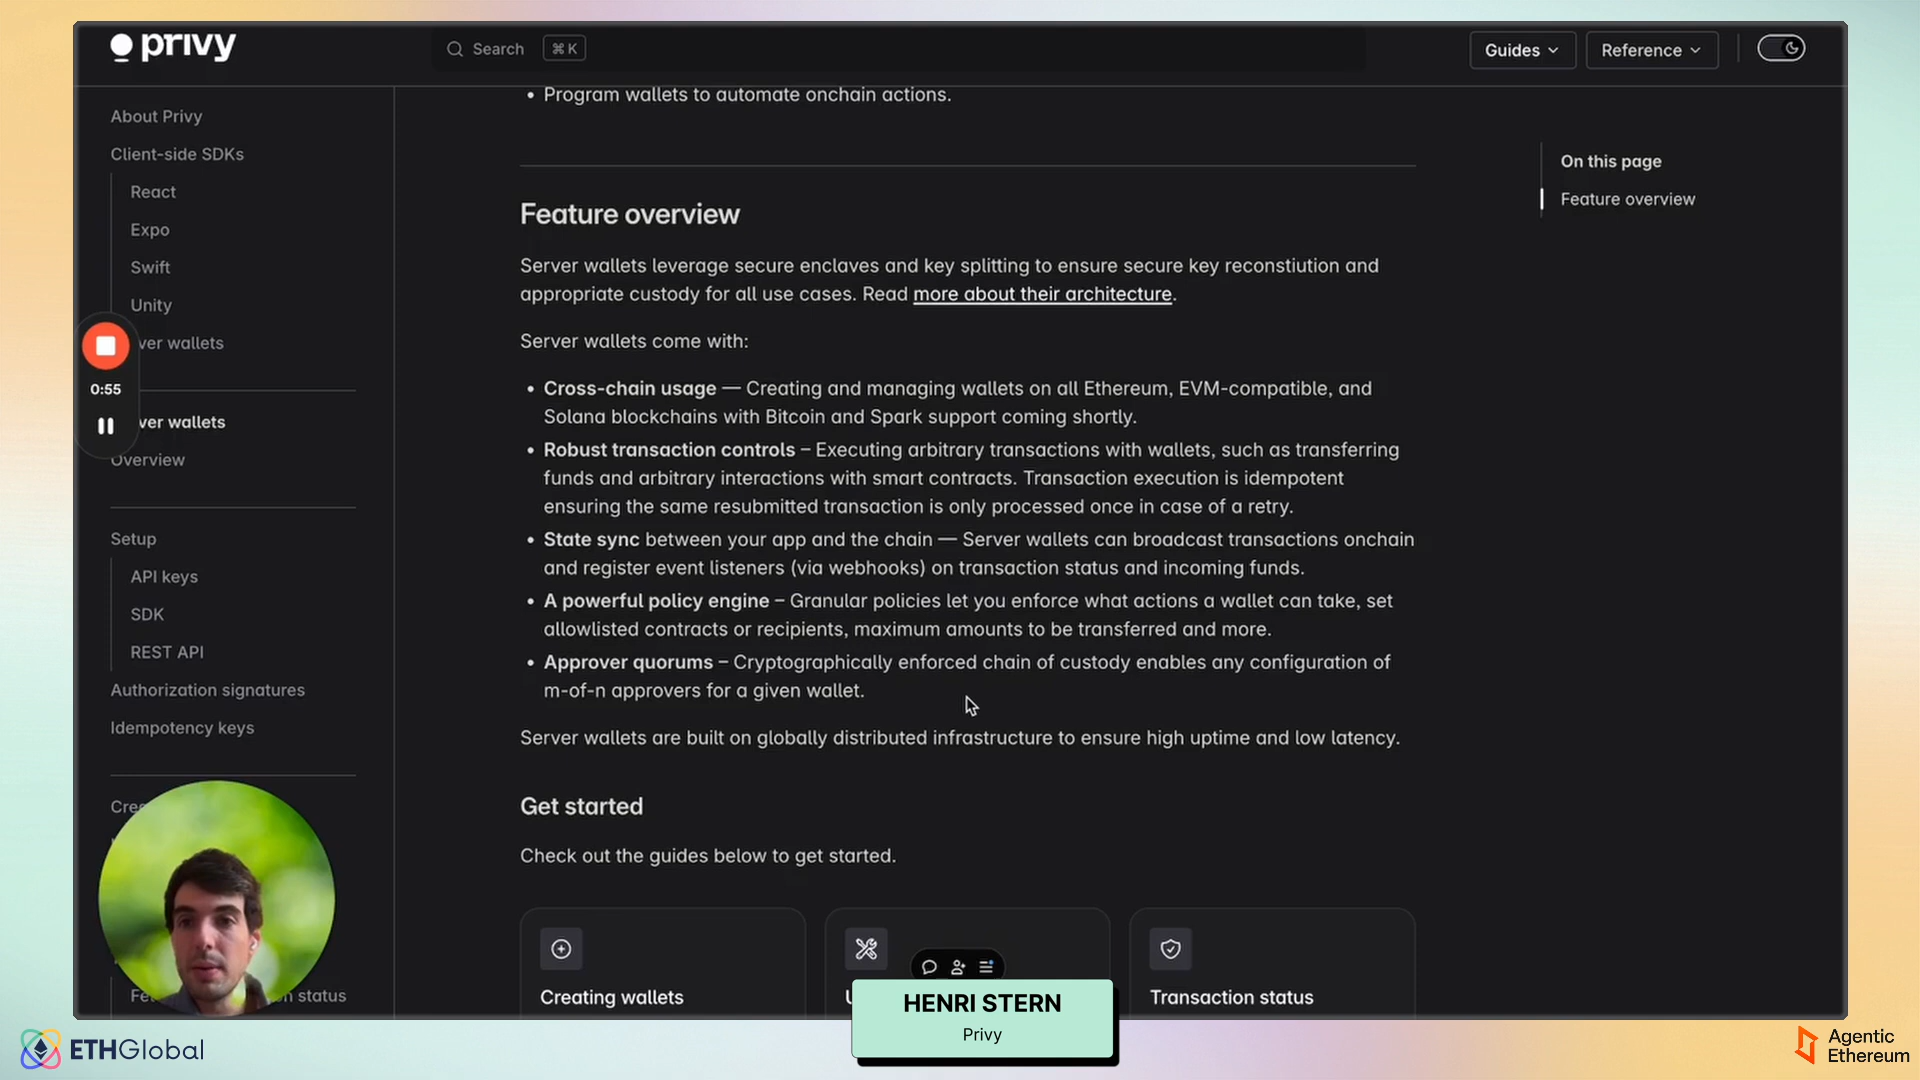 privy
Search ⌘ K
Guides
Reference
About Privy
Client-side SDKs
React
Expo
Swift
Unity
ver wallets
0:55
ver wallets
Overview
Setup
API keys
SDK
REST API
Authorization signatures
Idempotency keys
Cre
Fe
n status
• Program wallets to automate onchain actions.
Feature overview
Server wallets leverage secure enclaves and key splitting to ensure secure key reconstiution and
appropriate custody for all use cases. Read more about their architecture.
Server wallets come with:
• Cross-chain usage — Creating and managing wallets on all Ethereum, EVM-compatible, and
Solana blockchains with Bitcoin and Spark support coming shortly.
• Robust transaction controls – Executing arbitrary transactions with wallets, such as transferring
funds and arbitrary interactions with smart contracts. Transaction execution is idempotent
ensuring the same resubmitted transaction is only processed once in case of a retry.
• State sync between your app and the chain — Server wallets can broadcast transactions onchain
and register event listeners (via webhooks) on transaction status and incoming funds.
• A powerful policy engine – Granular policies let you enforce what actions a wallet can take, set
allowlisted contracts or recipients, maximum amounts to be transferred and more.
• Approver quorums – Cryptographically enforced chain of custody enables any configuration of
m-of-n approvers for a given wallet.
Server wallets are built on globally distributed infrastructure to ensure high uptime and low latency.
Get started
Check out the guides below to get started.
Creating wallets
Transaction status
On this page
Feature overview
HENRI STERN
Privy
ETHGlobal
Agentic
Ethereum